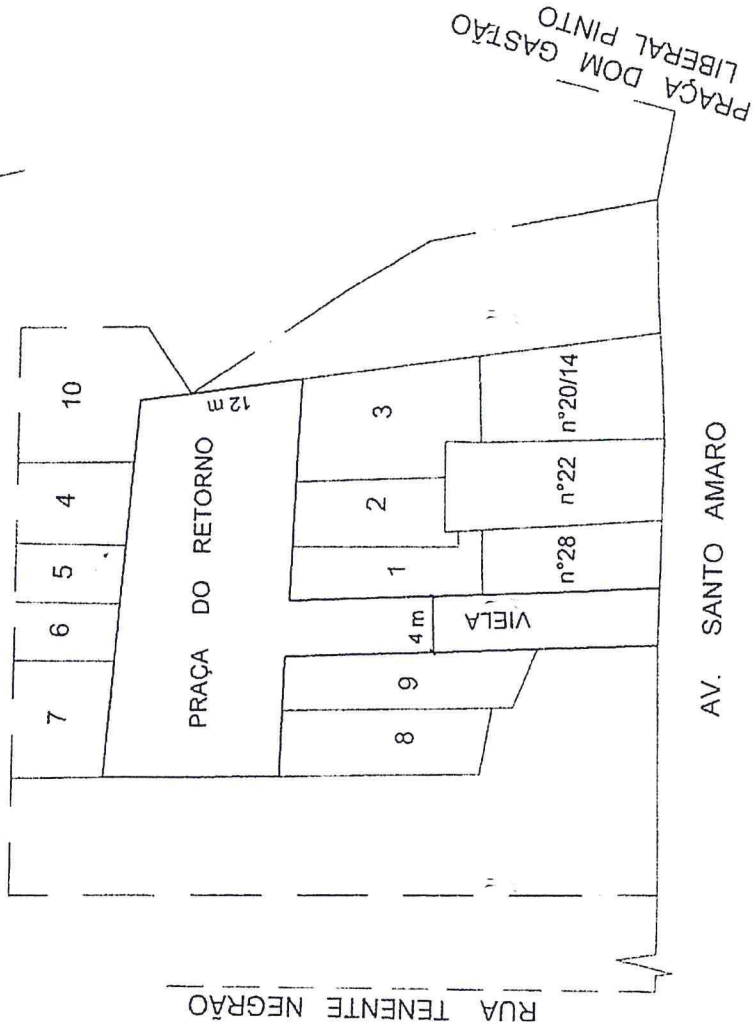 PRAÇA DOM GASTÃO
LIBERAL PINTO
10
4
5
6
7
12 m
PRAÇA DO RETORNO
3
2
1
n°20/14
n°22
n°28
4 m
VIELA
9
8
AV. SANTO AMARO
RUA TENENTE NEGRÃO